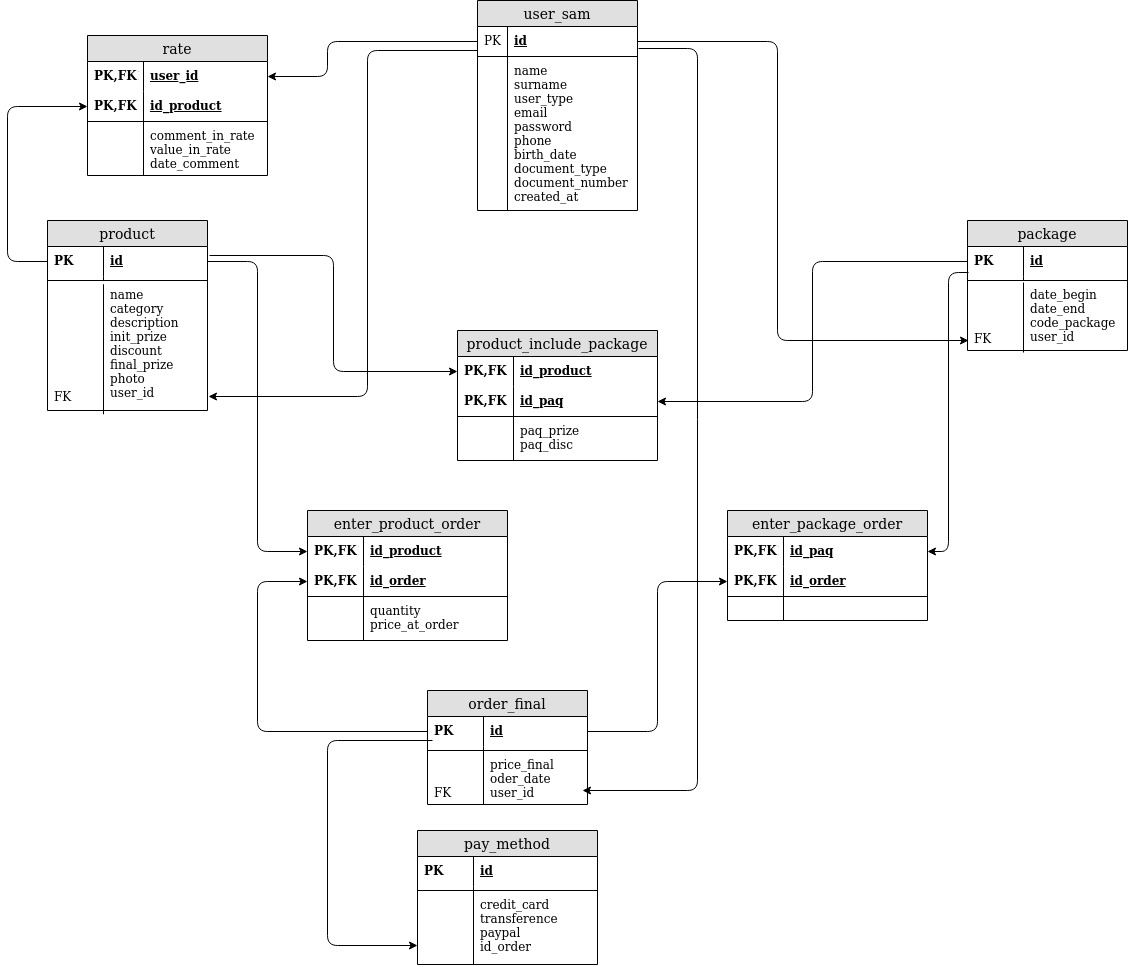 user_sam
PK id
name
surname
user_type
email
password
phone
birth_date
document_type
document_number
created_at
rate
PK,FK user_id
PK,FK id_product
comment_in_rate
value_in_rate
date_comment
product
PK id
name
category
description
init_prize
discount
final_prize
photo
FK user_id
package
PK id
date_begin
date_end
code_package
FK user_id
product_include_package
PK,FK id_product
PK,FK id_paq
paq_prize
paq_disc
enter_product_order
PK,FK id_product
PK,FK id_order
quantity
price_at_order
enter_package_order
PK,FK id_paq
PK,FK id_order
order_final
PK id
price_final
oder_date
FK user_id
pay_method
PK id
credit_card
transference
paypal
id_order